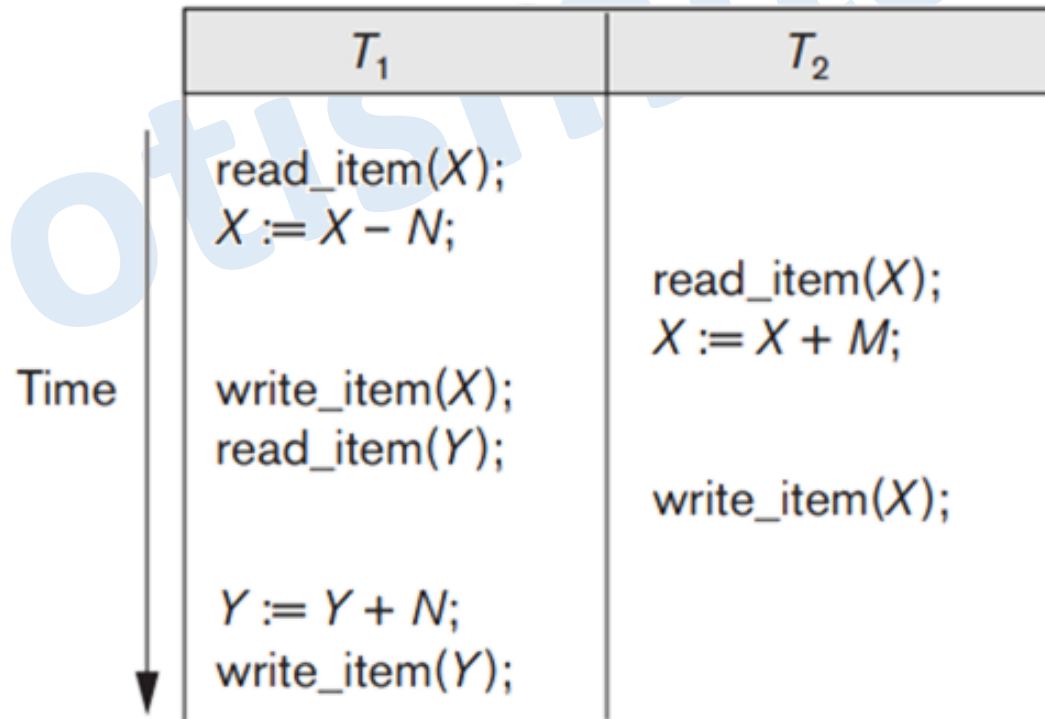 T₁ T₂
read_item(X);
X := X – N;
read_item(X);
X := X + M;
Time
write_item(X);
read_item(Y);
write_item(X);
Y := Y + N;
write_item(Y);